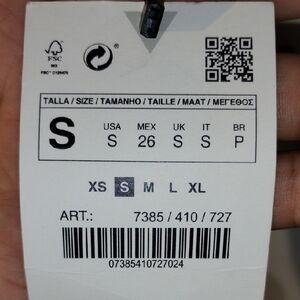 FSC
MIX
®
TALLA / SIZE / TAMANHO / TAILLE / MAAT / ΜΕΓΕΘΟΣ
S
USA MEX UK IT BR
S 26 S S P
XS S M L XL
ART.: 7385 / 410 / 727
07385410727024